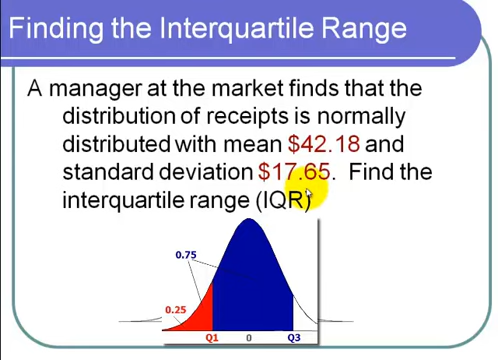 Finding the Interquartile Range
A manager at the market finds that the
distribution of receipts is normally
distributed with mean $42.18 and
standard deviation $17.65. Find the
interquartile range (IQR)
0.75
0.25
Q1 0 Q3